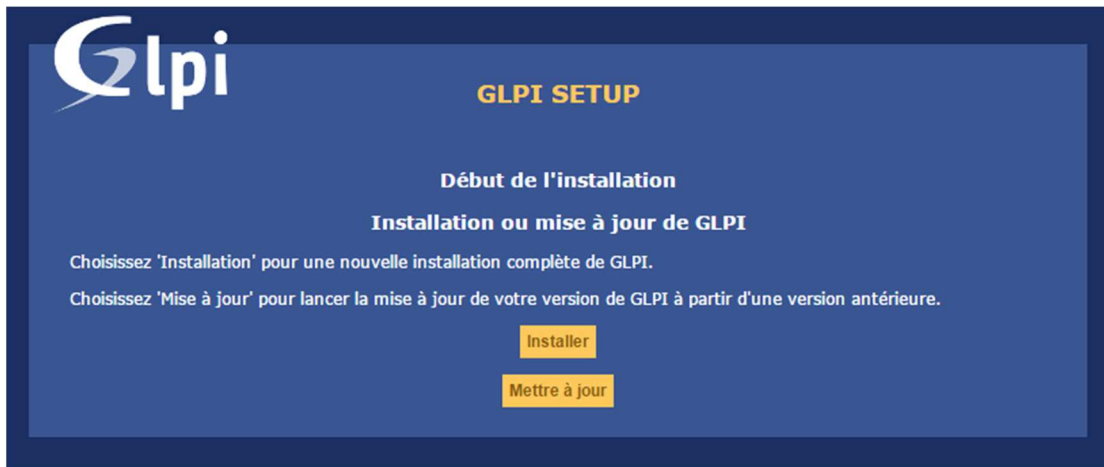 Glpi
GLPI SETUP
Début de l'installation
Installation ou mise à jour de GLPI
Choisissez 'Installation' pour une nouvelle installation complète de GLPI.
Choisissez 'Mise à jour' pour lancer la mise à jour de votre version de GLPI à partir d'une version antérieure.
Installer
Mettre à jour